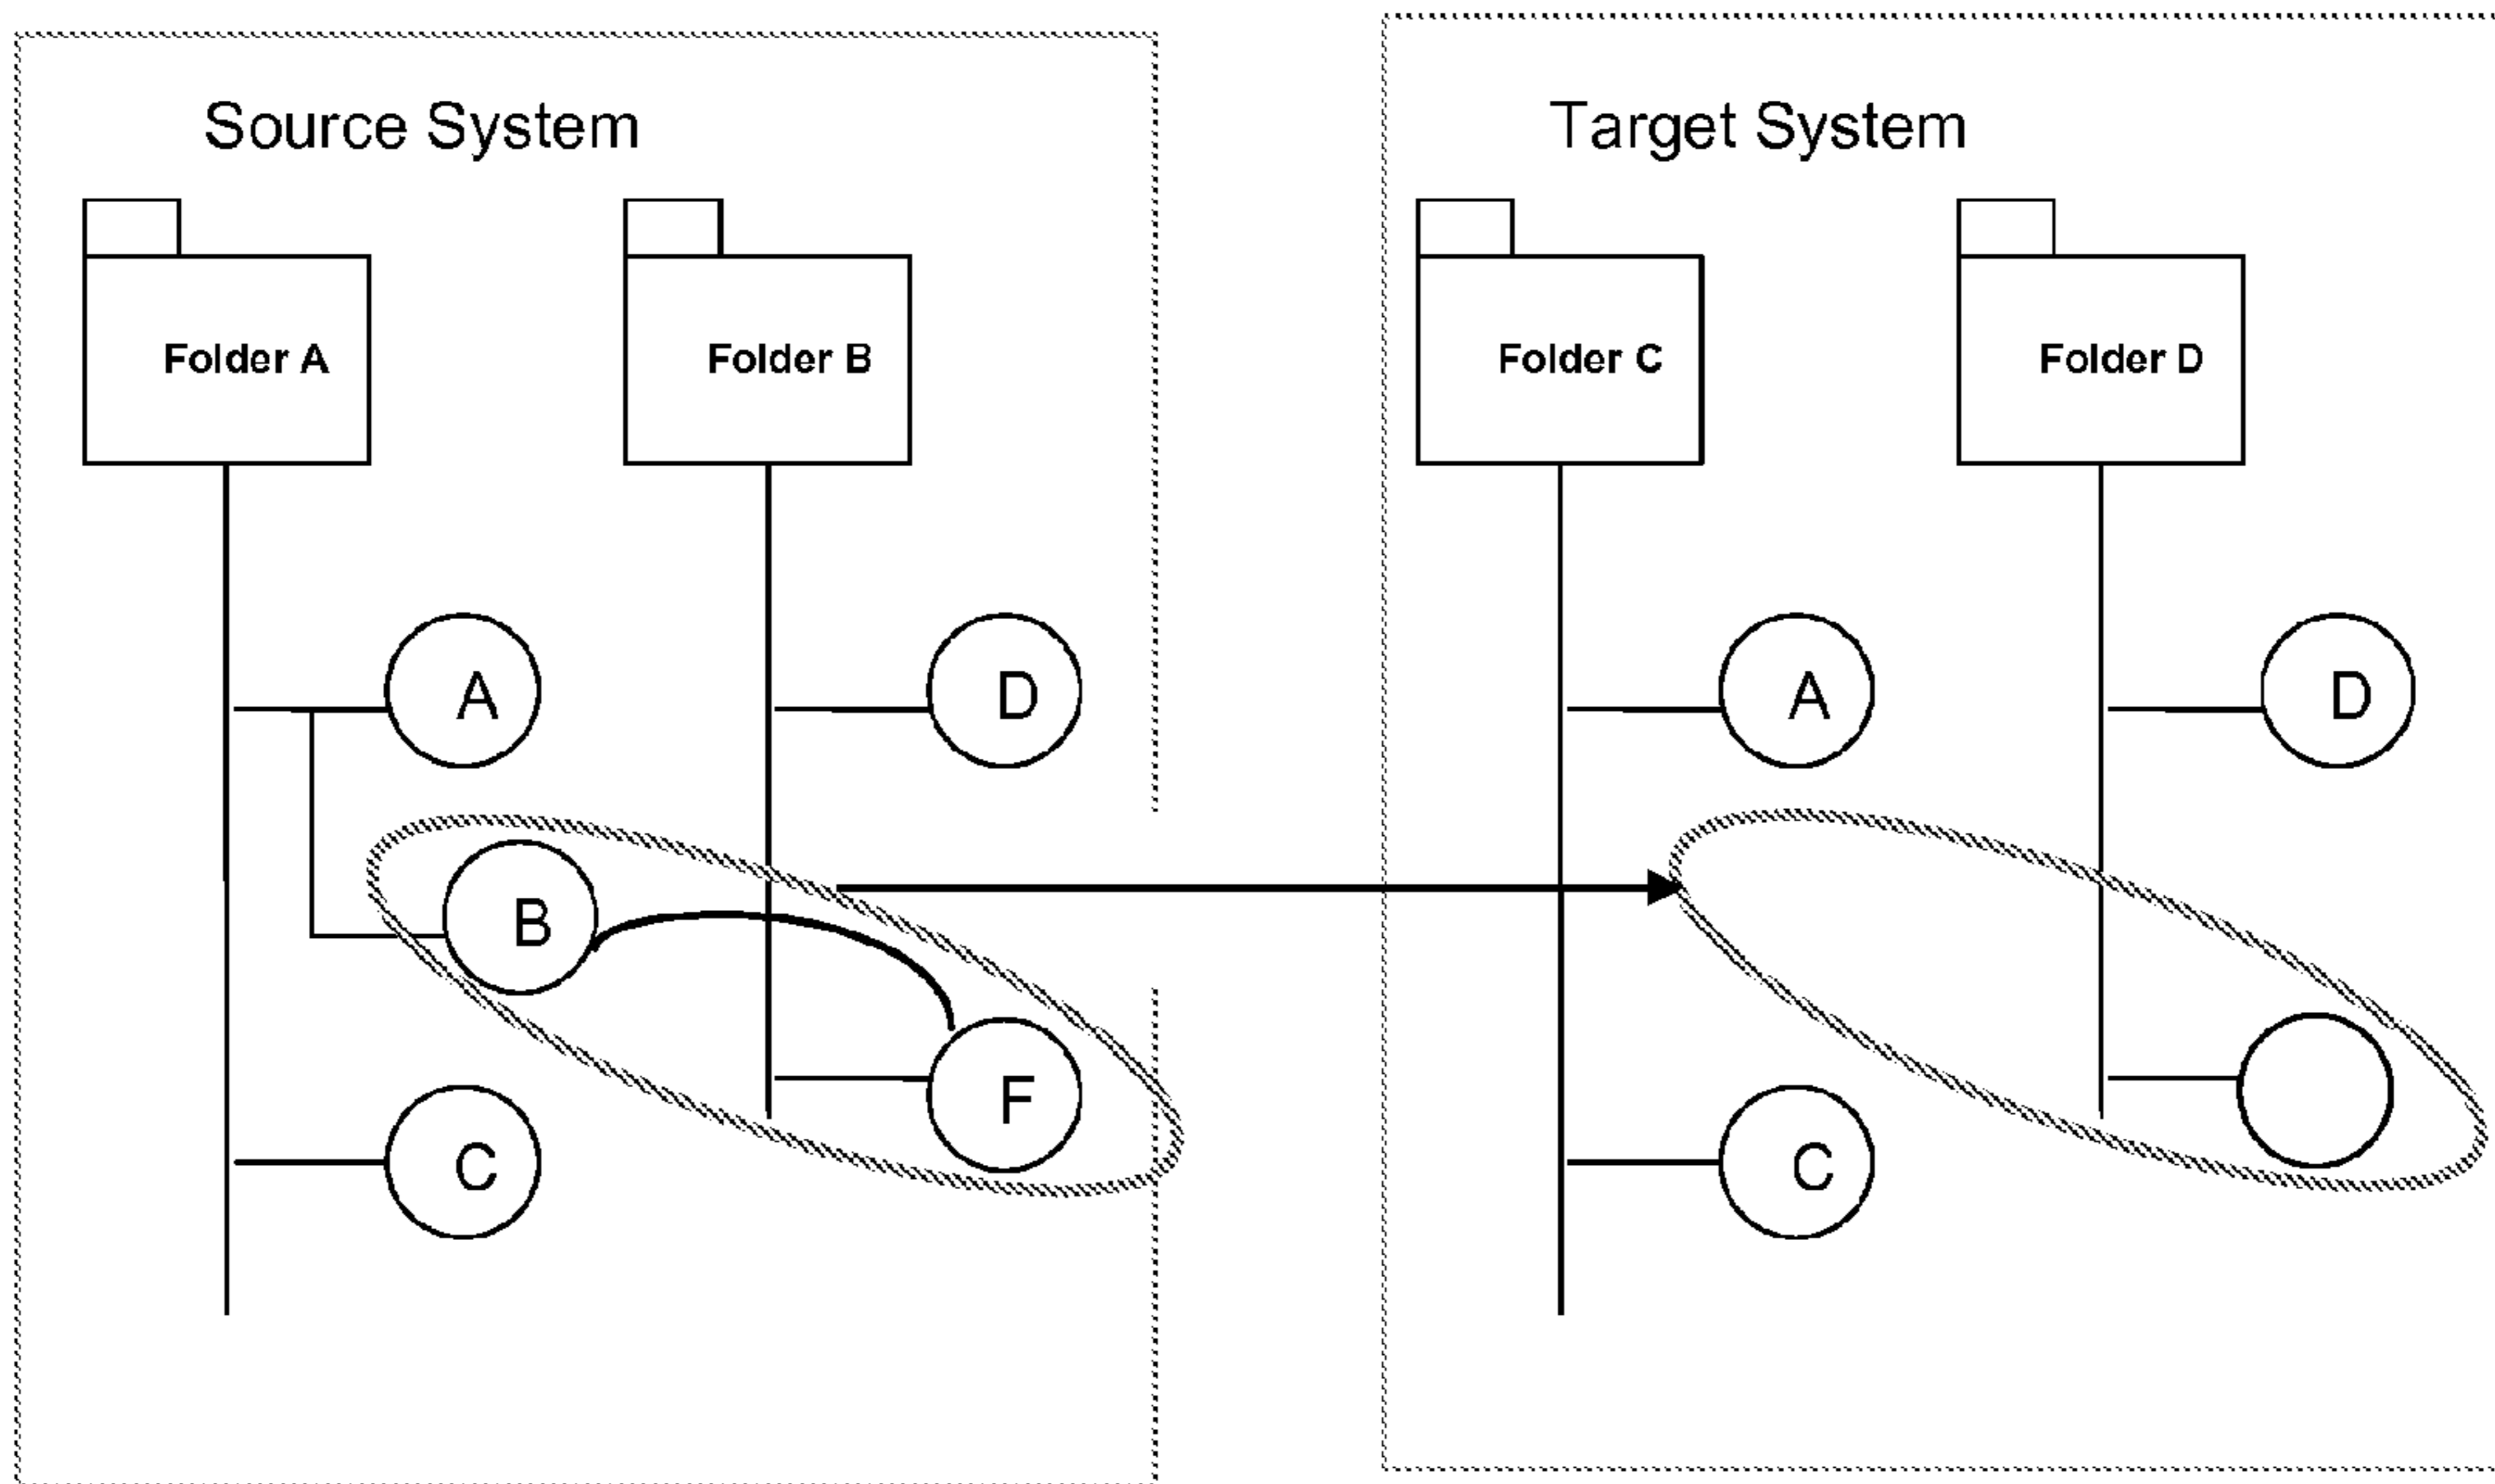 Source System
Target System
Folder A
Folder B
Folder C
Folder D
A
D
A
D
B
F
C
C